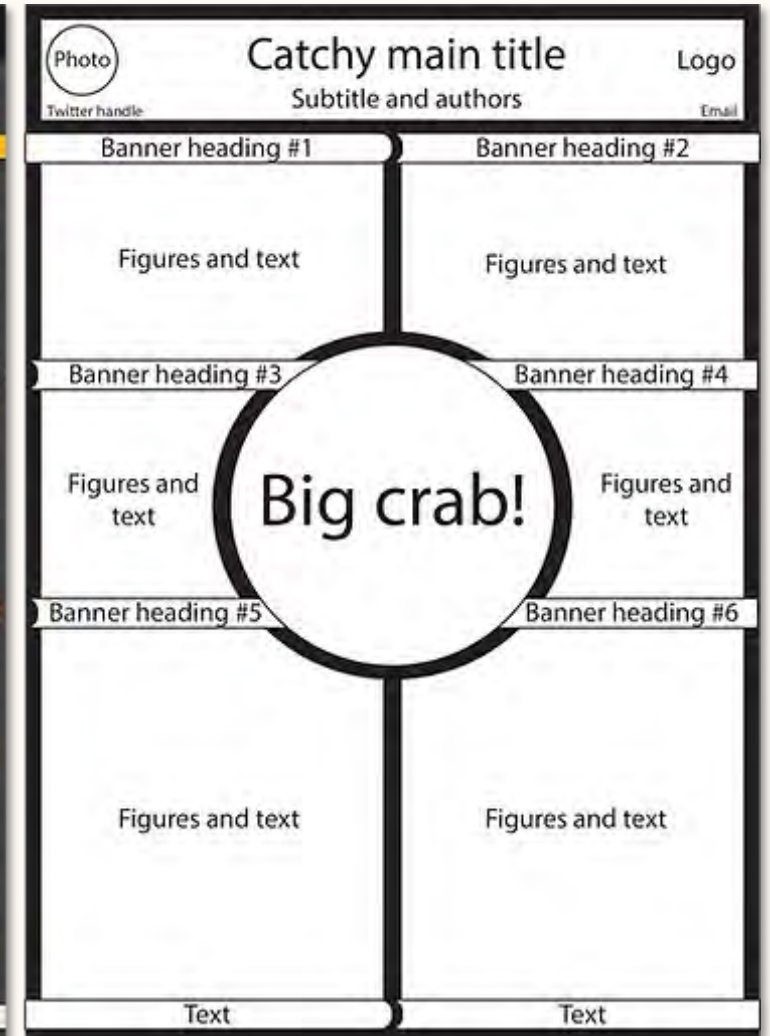 Photo
Catchy main title
Logo
Twitter handle
Subtitle and authors
Email
Banner heading #1
Banner heading #2
Figures and text
Figures and text
Banner heading #3
Banner heading #4
Figures and
text
Big crab!
Figures and
text
Banner heading #5
Banner heading #6
Figures and text
Figures and text
Text
Text